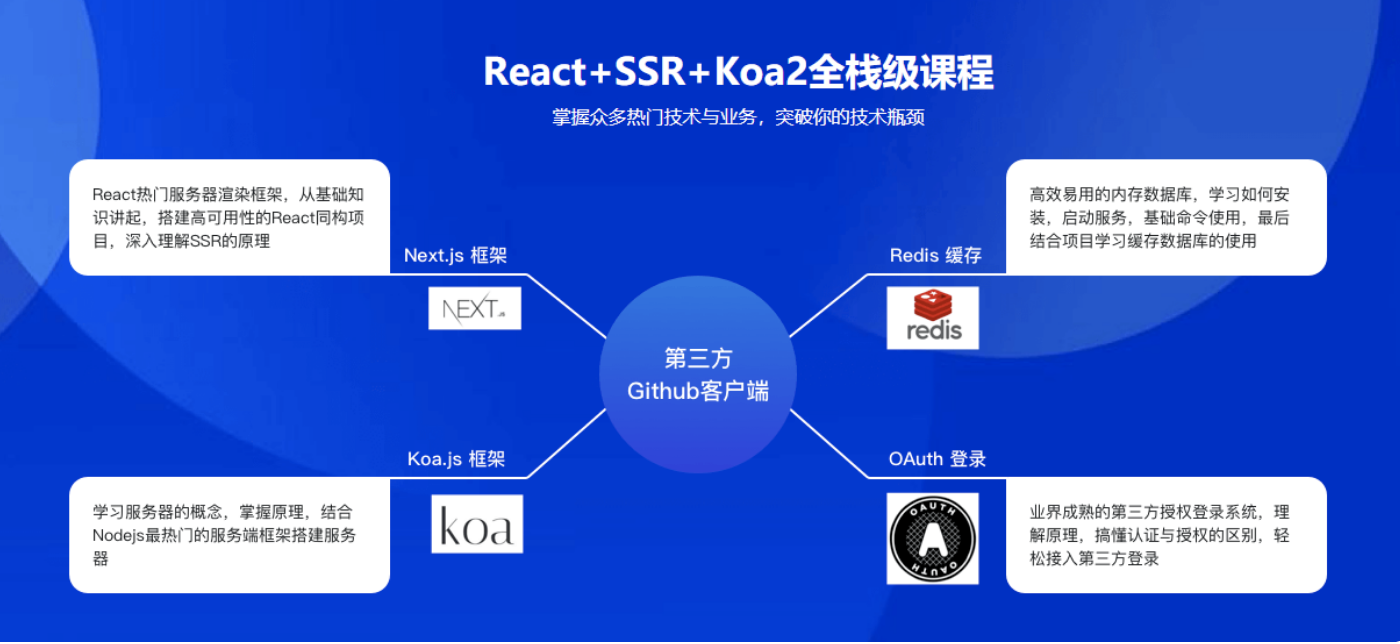 React+SSR+Koa2全栈级课程
掌握众多热门技术与业务，突破你的技术瓶颈
React热门服务器渲染框架，从基础知
识讲起，搭建高可用性的React同构项
目，深入理解SSR的原理
Next.js 框架
NEXT.js
高效易用的内存数据库，学习如何安
装，启动服务，基础命令使用，最后
结合项目学习缓存数据库的使用
Redis 缓存
redis
第三方
Github客户端
Koa.js 框架
koa
学习服务器的概念，掌握原理，结合
Nodejs最热门的服务端框架搭建服务
器
OAuth 登录
OAUTH
A
OAUTH
业界成熟的第三方授权登录系统，理
解原理，搞懂认证与授权的区别，轻
松接入第三方登录